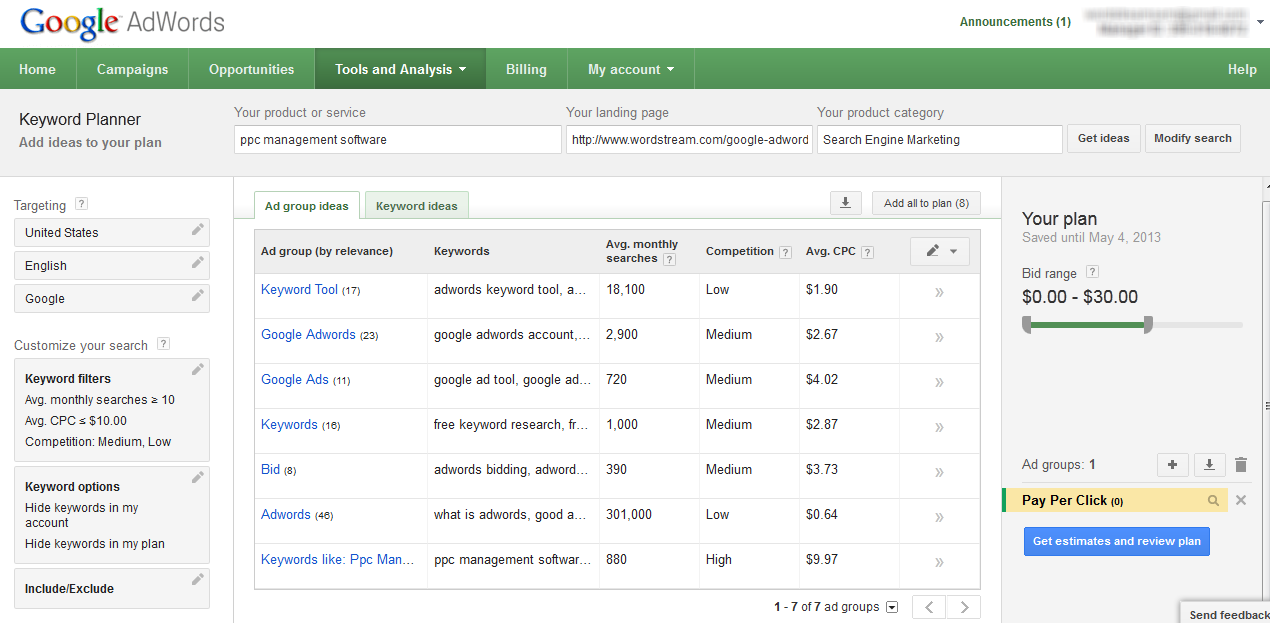 Google AdWords
Announcements (1)
Home Campaigns Opportunities Tools and Analysis Billing My account Help
Keyword Planner
Add ideas to your plan
Your product or service
ppc management software
Your landing page
http://www.wordstream.com/google-adword
Your product category
Search Engine Marketing
Get ideas
Modify search
Targeting ?
United States
English
Google
Customize your search ?
Keyword filters
Avg. monthly searches ≥ 10
Avg. CPC ≤ $10.00
Competition: Medium, Low
Keyword options
Hide keywords in my
account
Hide keywords in my plan
Include/Exclude
Ad group ideas Keyword ideas
Add all to plan (8)
Ad group (by relevance) Keywords Avg. monthly searches ? Competition ? Avg. CPC ?
Keyword Tool (17) adwords keyword tool, a... 18,100 Low $1.90 »
Google Adwords (23) google adwords account,... 2,900 Medium $2.67 »
Google Ads (11) google ad tool, google ad... 720 Medium $4.02 »
Keywords (16) free keyword research, fr... 1,000 Medium $2.87 »
Bid (8) adwords bidding, adword... 390 Medium $3.73 »
Adwords (46) what is adwords, good a... 301,000 Low $0.64 »
Keywords like: Ppc Man... ppc management softwar... 880 High $9.97 »
1 - 7 of 7 ad groups
Your plan
Saved until May 4, 2013
Bid range ?
$0.00 - $30.00
Ad groups: 1
Pay Per Click (0)
Get estimates and review plan
Send feedback